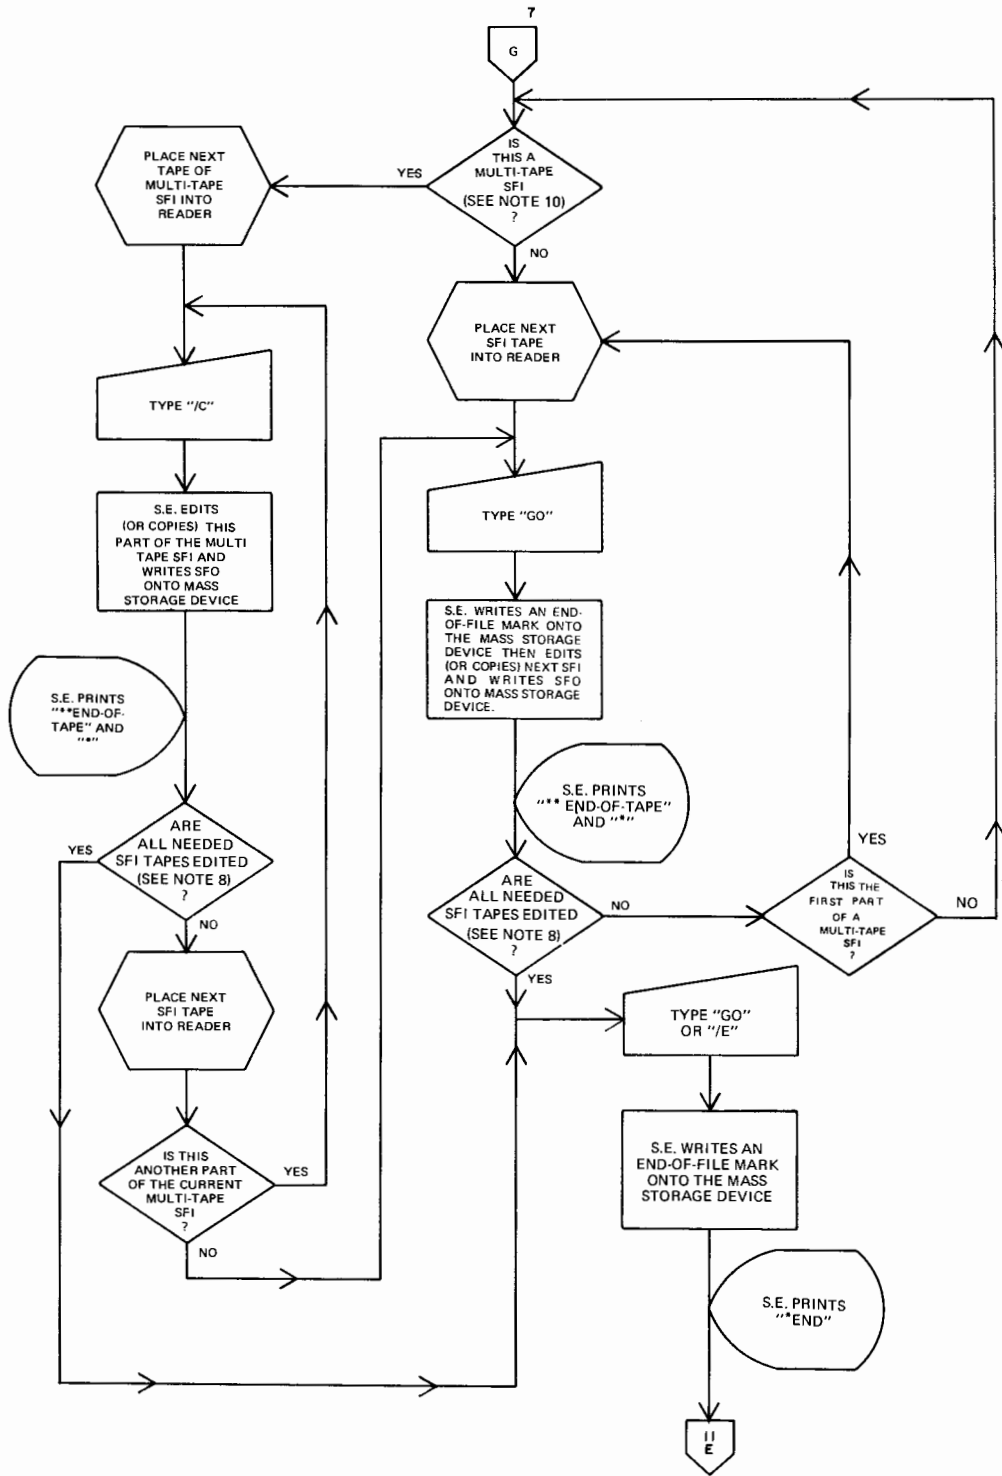 7
G
IS
THIS A
MULTI-TAPE
SFI
(SEE NOTE 10)
?
YES
NO
PLACE NEXT
TAPE OF
MULTI-TAPE
SFI INTO
READER
TYPE "/C"
S.E. EDITS
(OR COPIES) THIS
PART OF THE MULTI
TAPE SFI AND
WRITES SFO
ONTO MASS
STORAGE DEVICE
S.E. PRINTS
"**END-OF-
TAPE" AND
"*"
ARE
ALL NEEDED
SFI TAPES EDITED
(SEE NOTE 8)
?
YES
NO
PLACE NEXT
SFI TAPE
INTO READER
IS THIS
ANOTHER PART
OF THE CURRENT
MULTI-TAPE
SFI
?
YES
NO
PLACE NEXT
SFI TAPE
INTO READER
TYPE "GO"
S.E. WRITES AN END-
OF-FILE MARK ONTO
THE MASS STORAGE
DEVICE THEN EDITS
(OR COPIES) NEXT SFI
AND WRITES SFO
ONTO MASS STORAGE
DEVICE.
S.E. PRINTS
"** END-OF-TAPE"
AND "*"
ARE
ALL NEEDED
SFI TAPES EDITED
(SEE NOTE 8)
?
NO
YES
IS
THIS THE
FIRST PART
OF A
MULTI-TAPE
SFI
?
YES
NO
TYPE "GO"
OR "/E"
S.E. WRITES AN
END-OF-FILE MARK
ONTO THE MASS
STORAGE DEVICE
S.E. PRINTS
"*END"
11
E